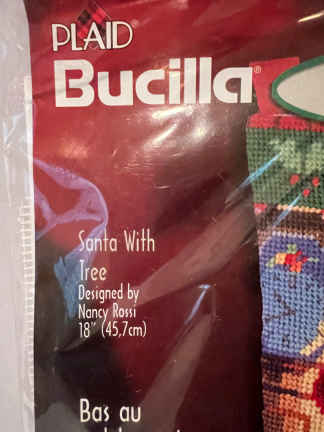 PLAID®
Bucilla®
Santa With
Tree
Designed by
Nancy Rossi
18" (45,7cm)
Bas au